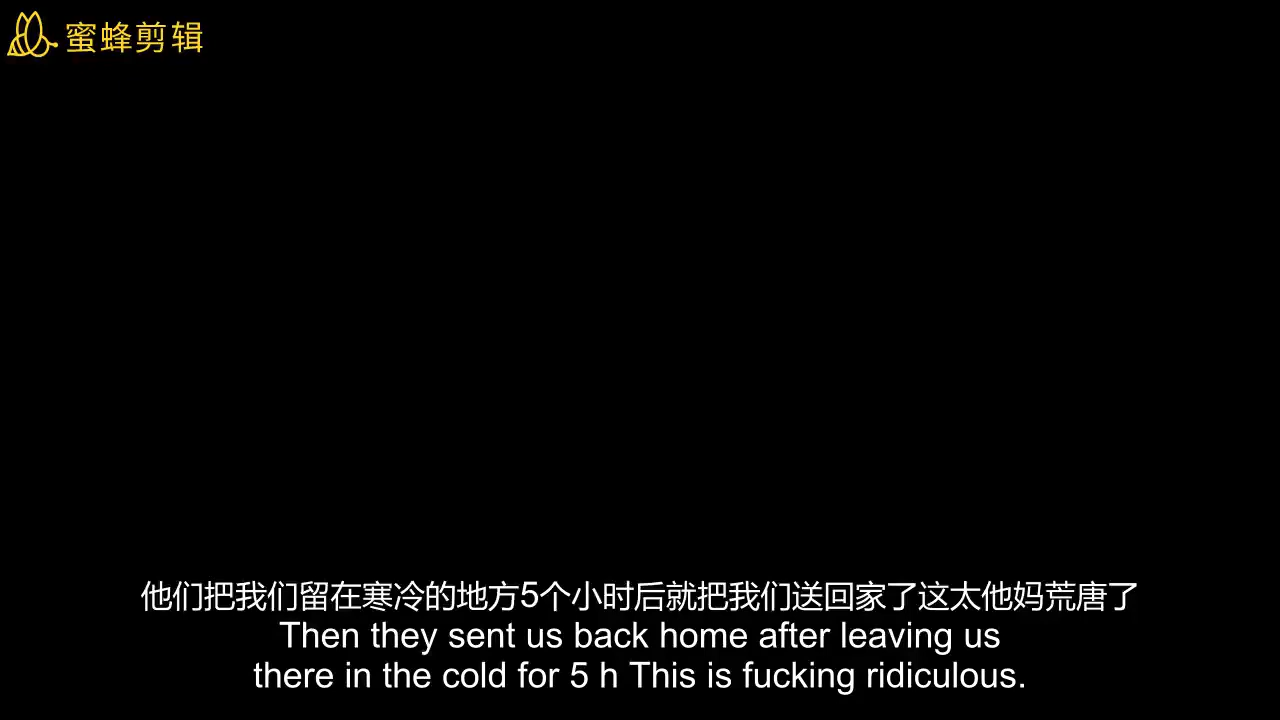 蜜蜂剪辑
他们把我们留在寒冷的地方5个小时后就把我们送回家了这太他妈荒唐了
Then they sent us back home after leaving us
there in the cold for 5 h This is fucking ridiculous.